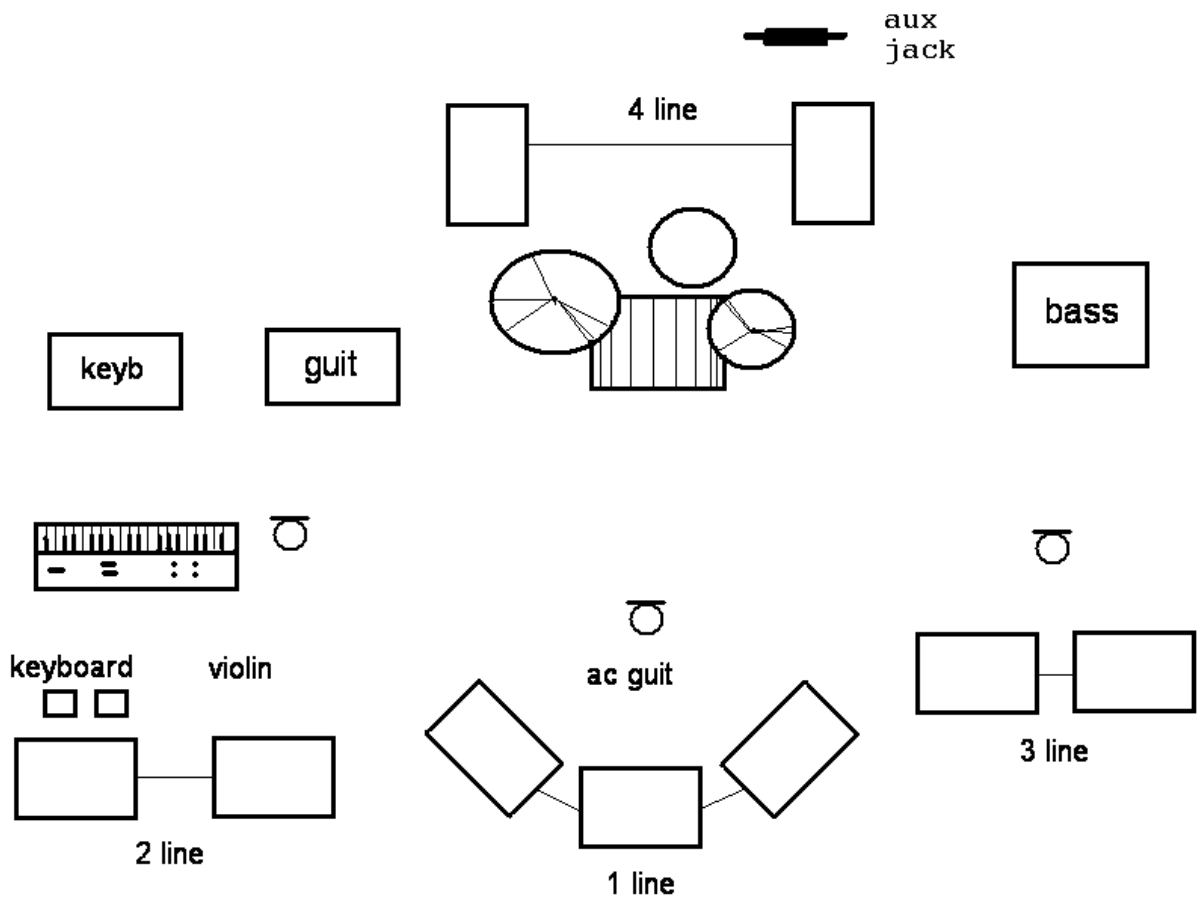 aux
jack
4 line
bass
keyb
guit
keyboard
violin
ac guit
3 line
2 line
1 line